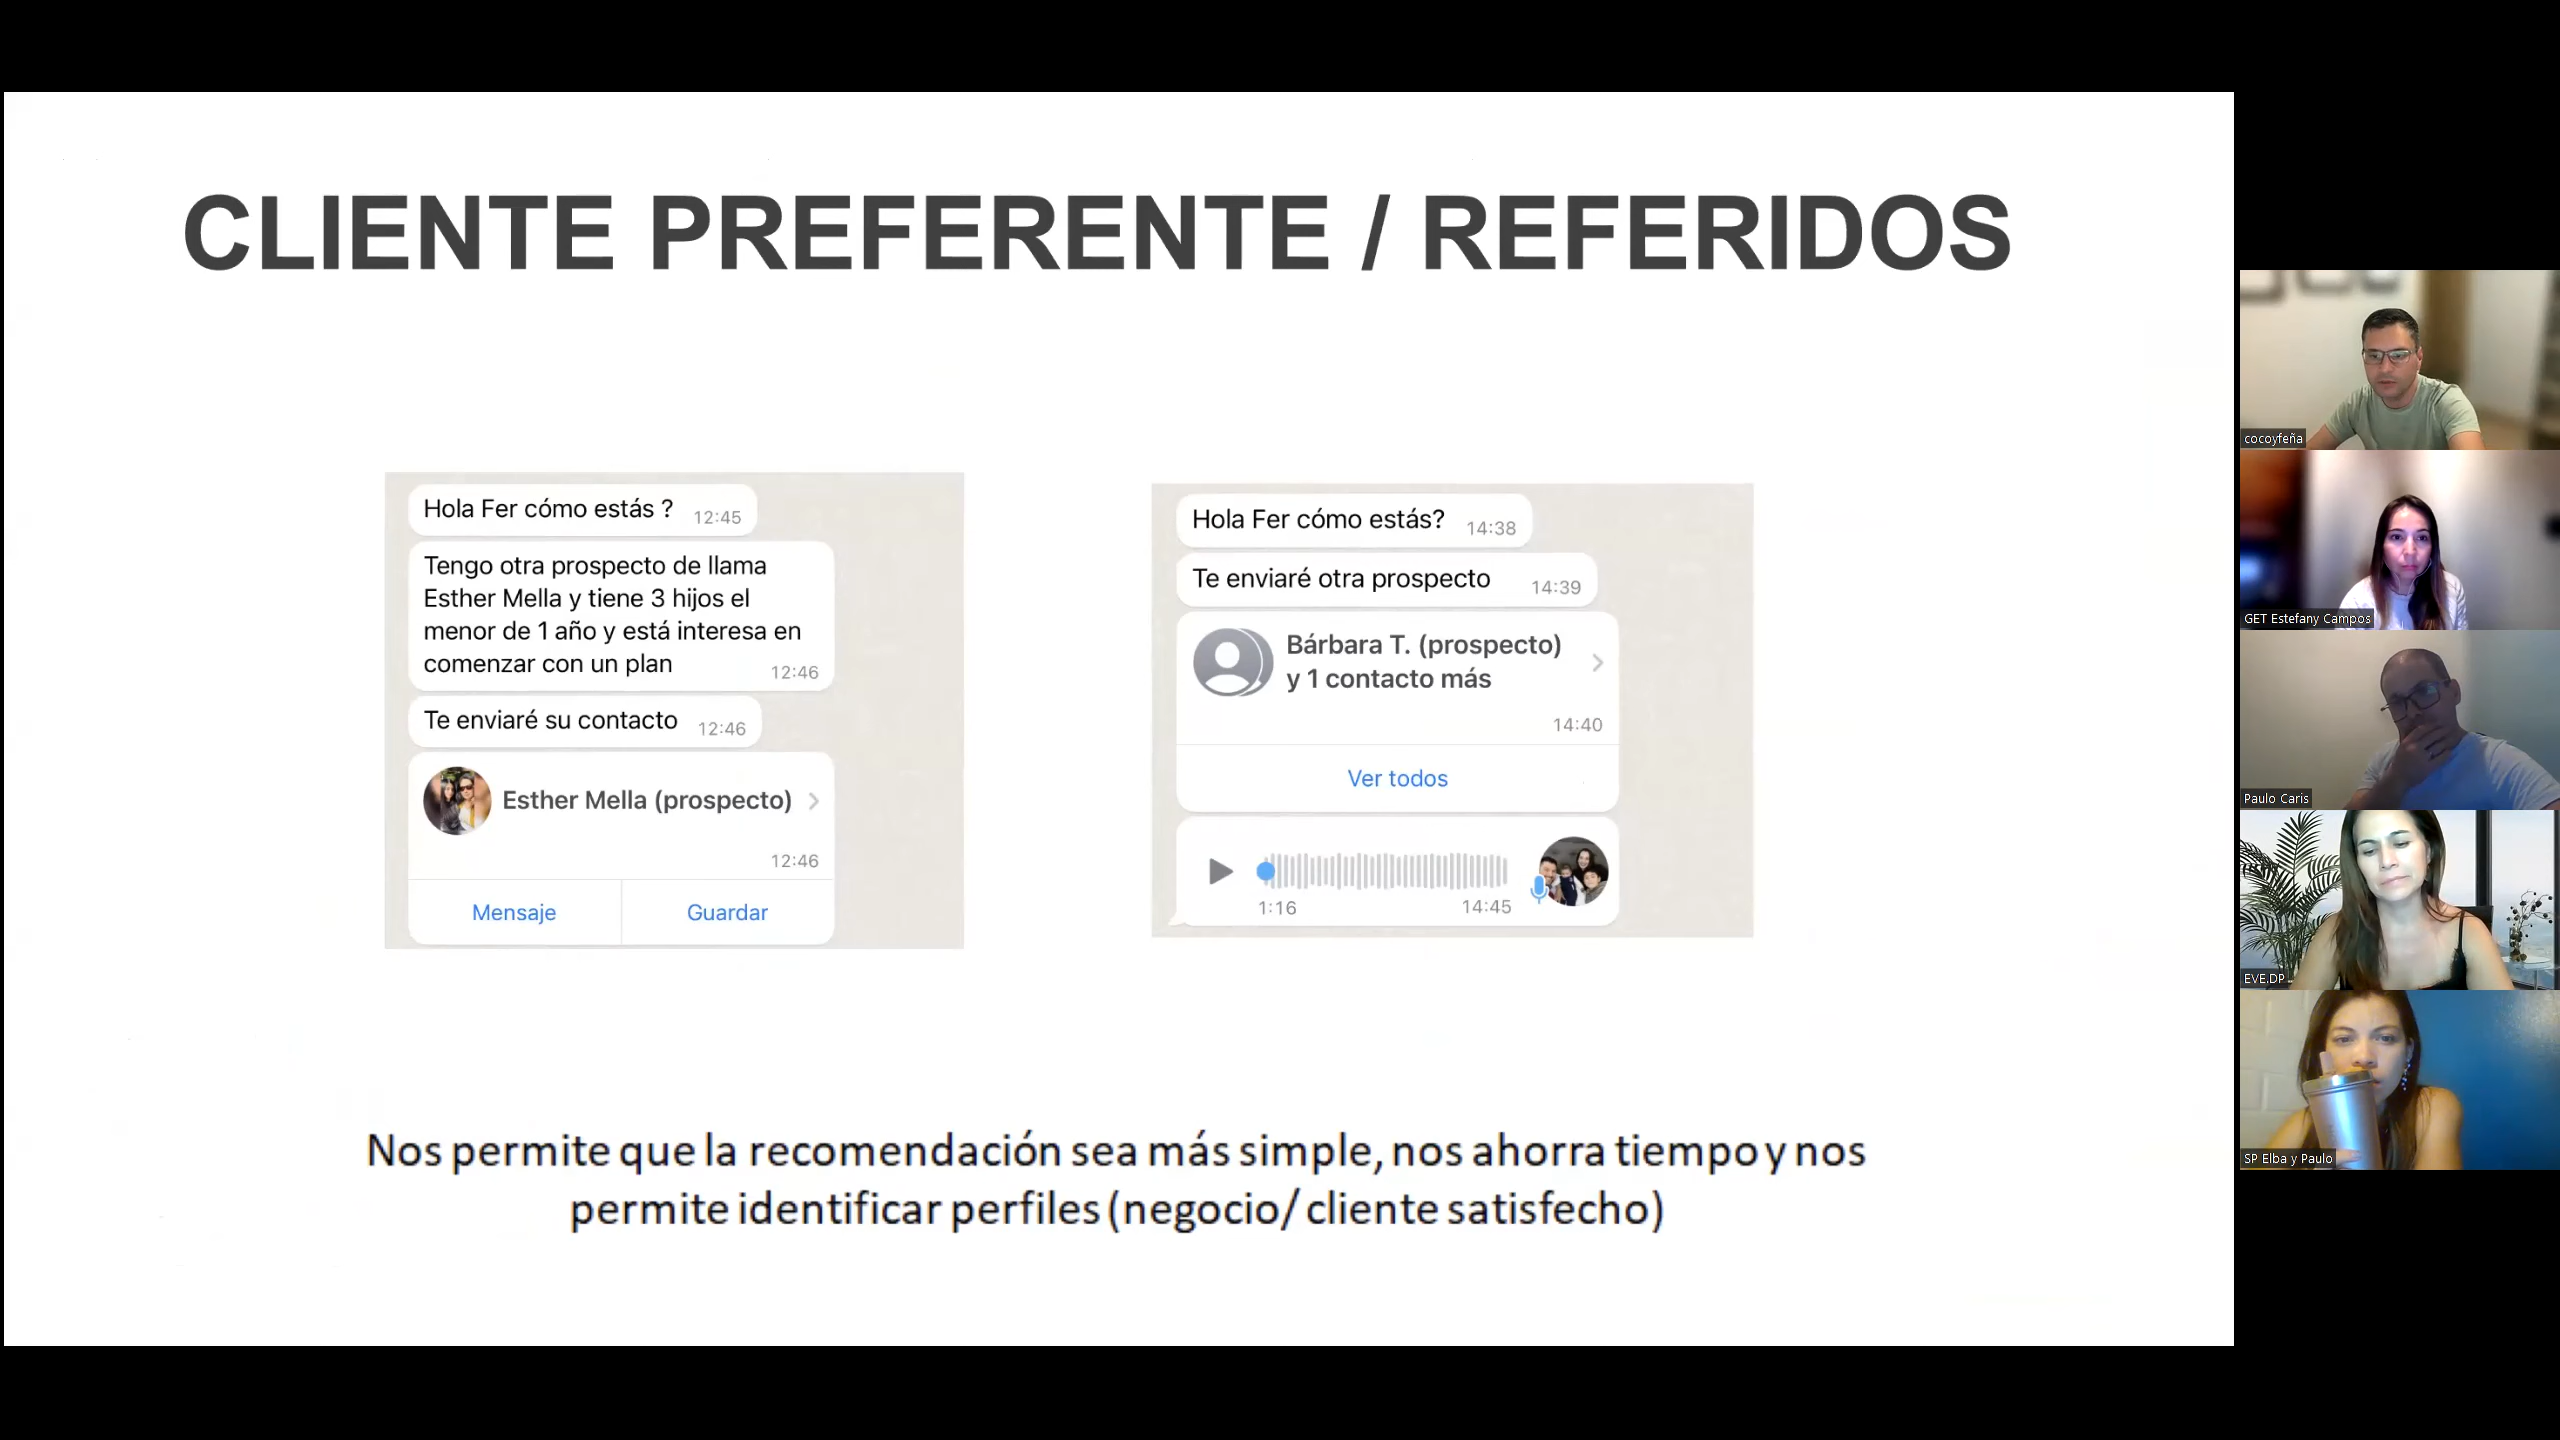 CLIENTE PREFERENTE / REFERIDOS
Hola Fer cómo estás ? 12:45
Tengo otra prospecto de llama
Esther Mella y tiene 3 hijos el
menor de 1 año y está interesa en
comenzar con un plan 12:46
Te enviaré su contacto 12:46
Esther Mella (prospecto)
12:46
Mensaje
Guardar
Hola Fer cómo estás? 14:38
Te enviaré otra prospecto 14:39
Bárbara T. (prospecto)
y 1 contacto más
14:40
Ver todos
1:16 14:45
Nos permite que la recomendación sea más simple, nos ahorra tiempo y nos
permite identificar perfiles (negocio/ cliente satisfecho)
cocoyfeña
GET Estefany Campos
Paulo Caris
EVE.DP
SP Elba y Paulo